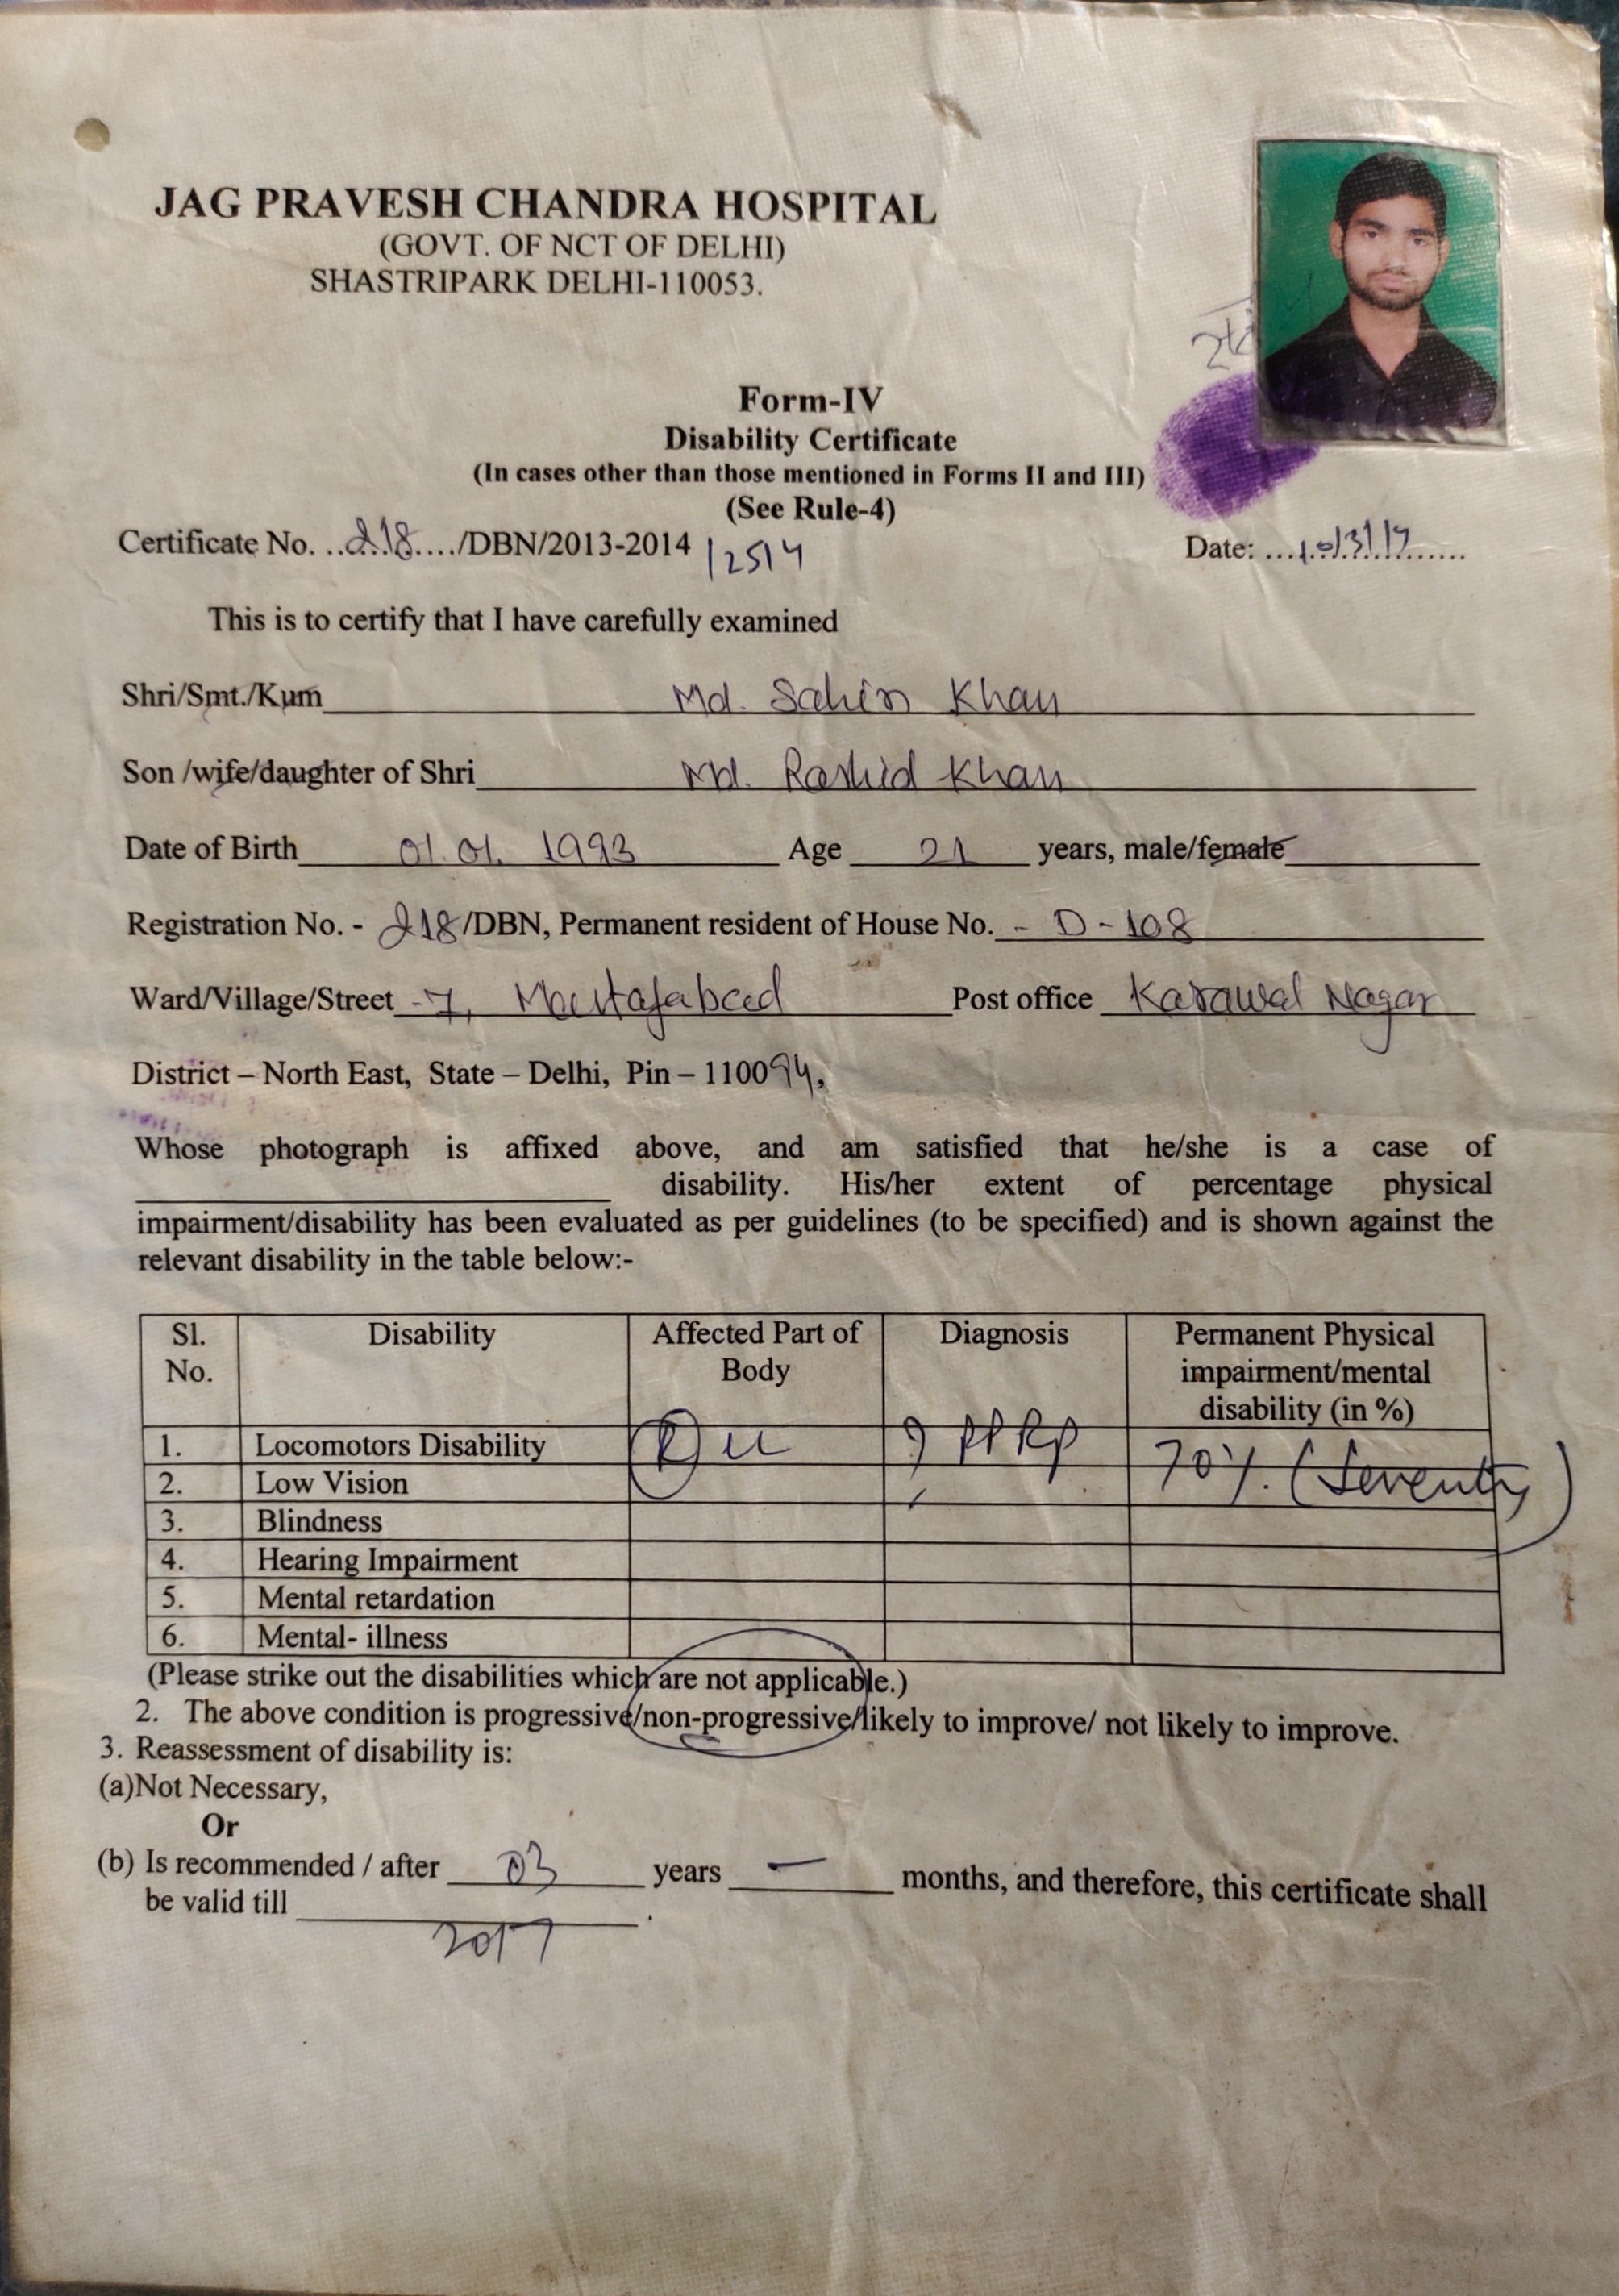 JAG PRAVESH CHANDRA HOSPITAL
(GOVT. OF NCT OF DELHI)
SHASTRIPARK DELHI-110053.
Form-IV
Disability Certificate
(In cases other than those mentioned in Forms II and III)
(See Rule-4)
Certificate No. ..218..../DBN/2013-2014 /2514 Date:
This is to certify that I have carefully examined
Shri/Smt./Kum Md. Sahin Khan
Son /wife/daughter of Shri Md. Rashid Khan
Date of Birth 01.01. 1993 Age 21 years, male/female
Registration No. - 218/DBN, Permanent resident of House No. - D-108
Ward/Village/Street -7, Mustafabad Post office Karawal Nagar
District – North East, State – Delhi, Pin – 110094,
Whose photograph is affixed above, and am satisfied that he/she is a case of
disability. His/her extent of percentage physical
impairment/disability has been evaluated as per guidelines (to be specified) and is shown against the
relevant disability in the table below:-
Sl. No. Disability Affected Part of Body Diagnosis Permanent Physical impairment/mental disability (in %)
1. Locomotors Disability (R) PPRP 70%. (Seventy)
2. Low Vision
3. Blindness
4. Hearing Impairment
5. Mental retardation
6. Mental- illness
(Please strike out the disabilities which are not applicable.)
2. The above condition is progressive/non-progressive/likely to improve/ not likely to improve.
3. Reassessment of disability is:
(a)Not Necessary,
Or
(b) Is recommended / after 03 years – months, and therefore, this certificate shall
be valid till .
2017